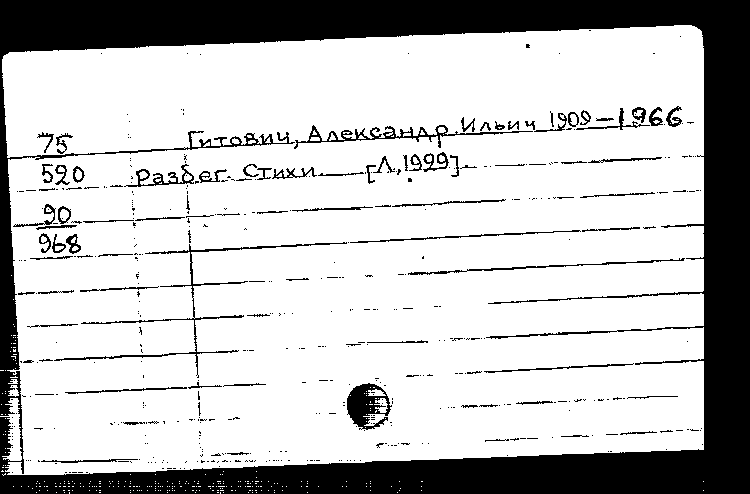 75 Гитович, Александр Ильич 1909-1966
520 Разбег. Стихи. [Л, 1929].
90
968